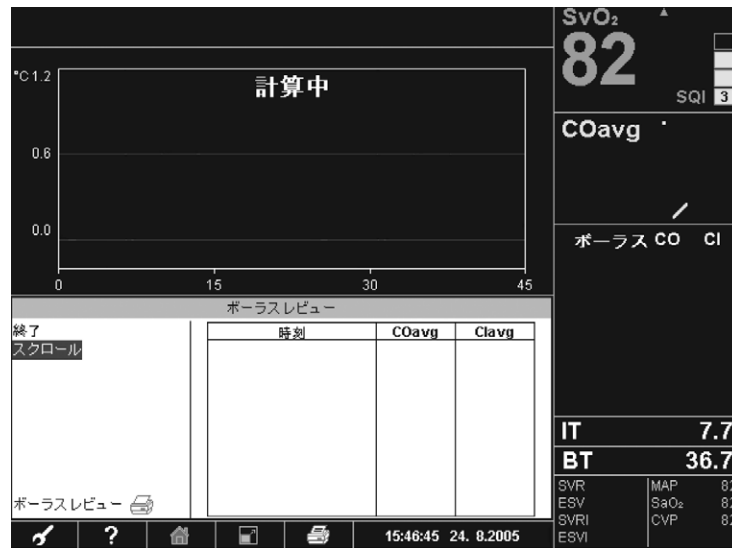 °C 1.2
計算中
0.6
0.0
0 15 30 45
SvO₂
82
SQI 3
COavg
ボーラス CO CI
IT 7.7
BT 36.7
SVR MAP 82
ESV SaO₂ 82
SVRI CVP 82
ESVI
ボーラスレビュー
終了
スクロール
時刻 COavg CIavg
ボーラスレビュー
?
15:46:45 24. 8.2005